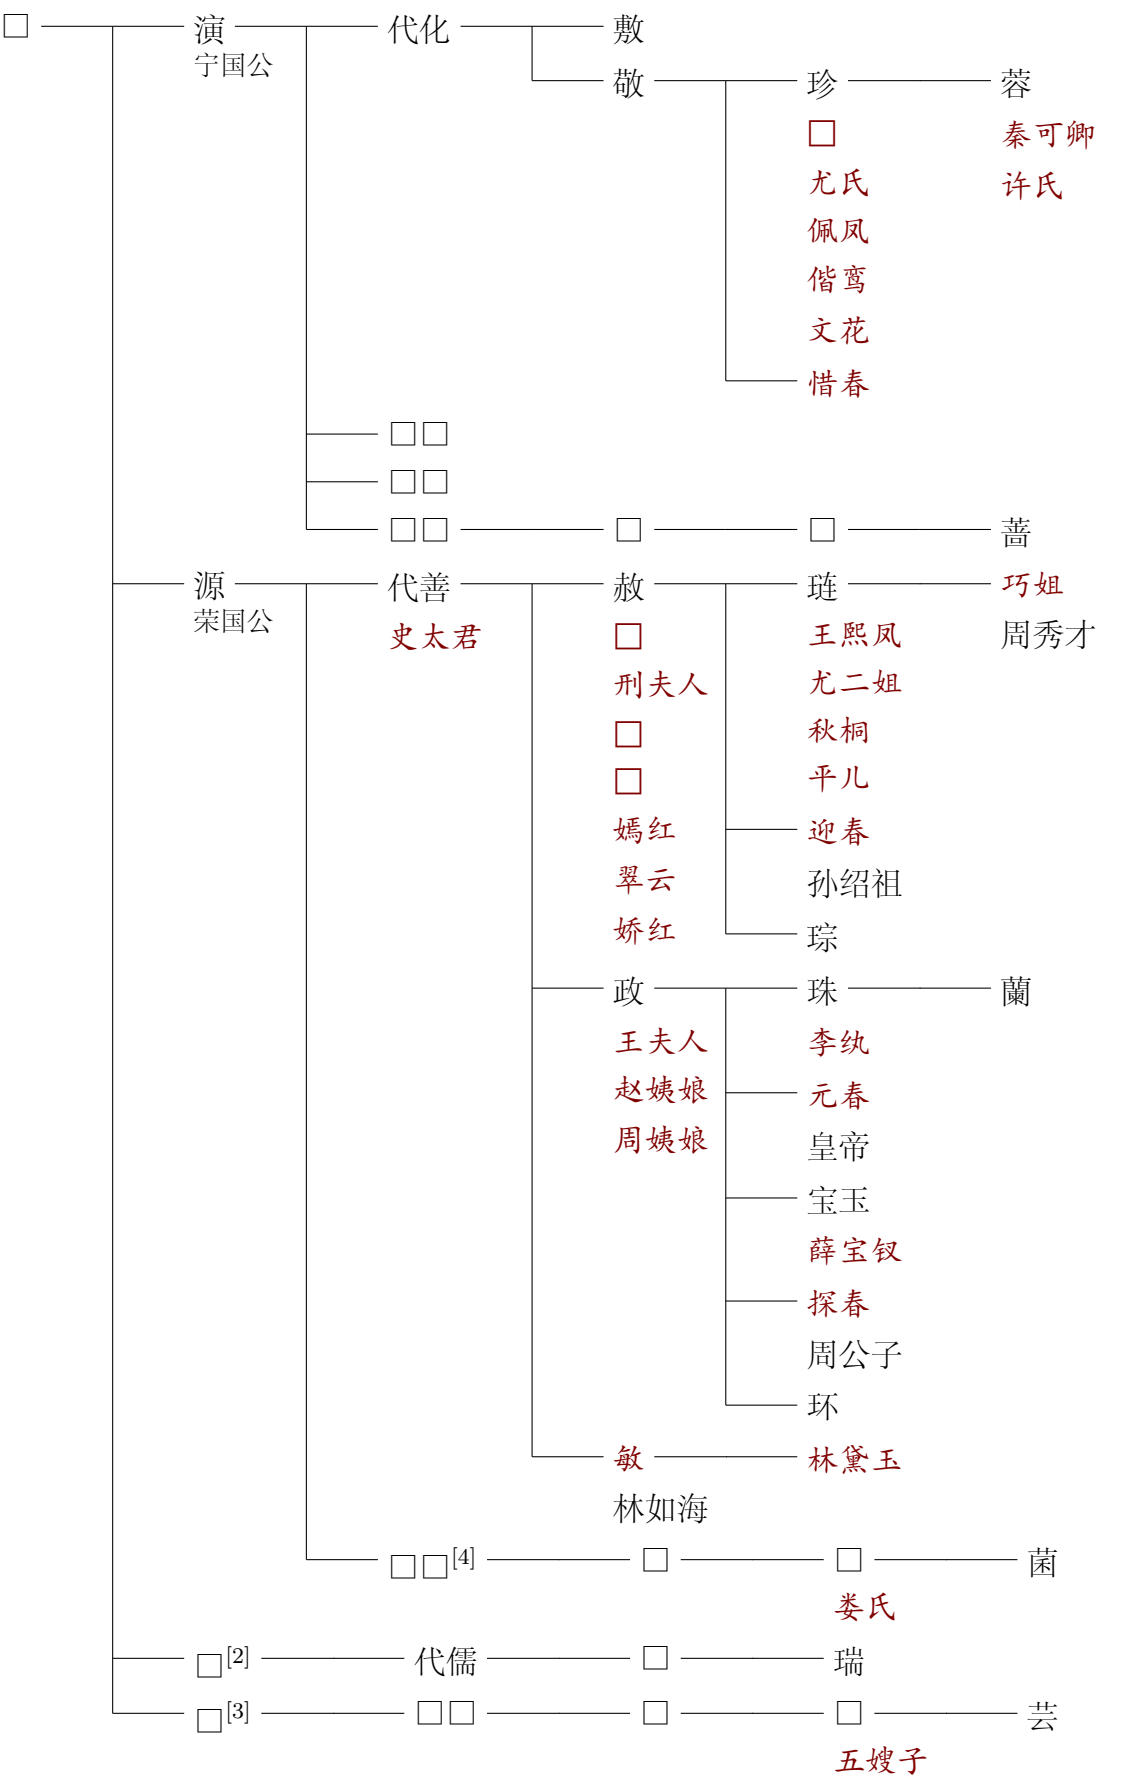 □ 演 代化 敷
宁国公
敬 珍 蓉
□ 秦可卿
尤氏 许氏
佩凤
偕鸾
文花
惜春
□□
□□
□□ □ □ 蔷
源 代善 赦 琏 巧姐
荣国公
史太君 □ 王熙凤 周秀才
刑夫人 尤二姐
□ 秋桐
□ 平儿
嫣红 迎春
翠云 孙绍祖
娇红 琮
政 珠 蘭
王夫人 李纨
赵姨娘 元春
周姨娘 皇帝
宝玉
薛宝钗
探春
周公子
环
敏 林黛玉
林如海
□□[4] □ □ 菌
娄氏
□[2] 代儒 □ 瑞
□[3] □□ □ □ 芸
五嫂子